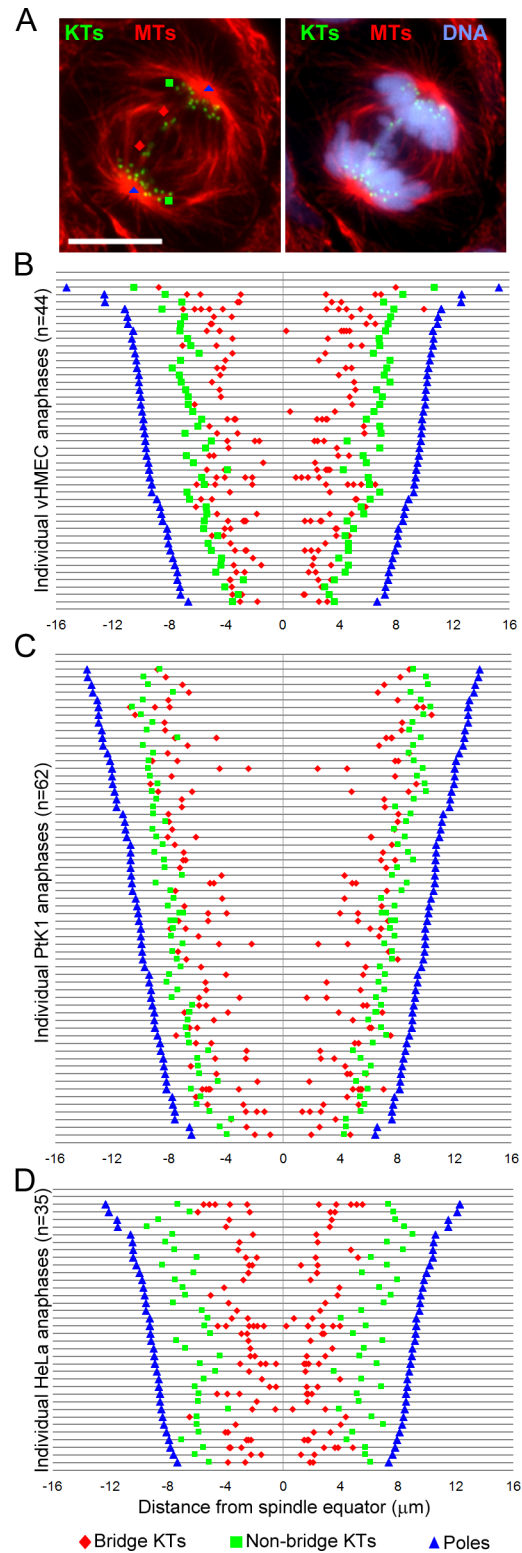 A
KTs MTs
KTs MTs DNA
B
Individual vHMEC anaphases (n=44)
-16 -12 -8 -4 0 4 8 12 16
C
Individual PtK1 anaphases (n=62)
-16 -12 -8 -4 0 4 8 12 16
D
Individual HeLa anaphases (n=35)
-16 -12 -8 -4 0 4 8 12 16
Distance from spindle equator (µm)
Bridge KTs Non-bridge KTs Poles